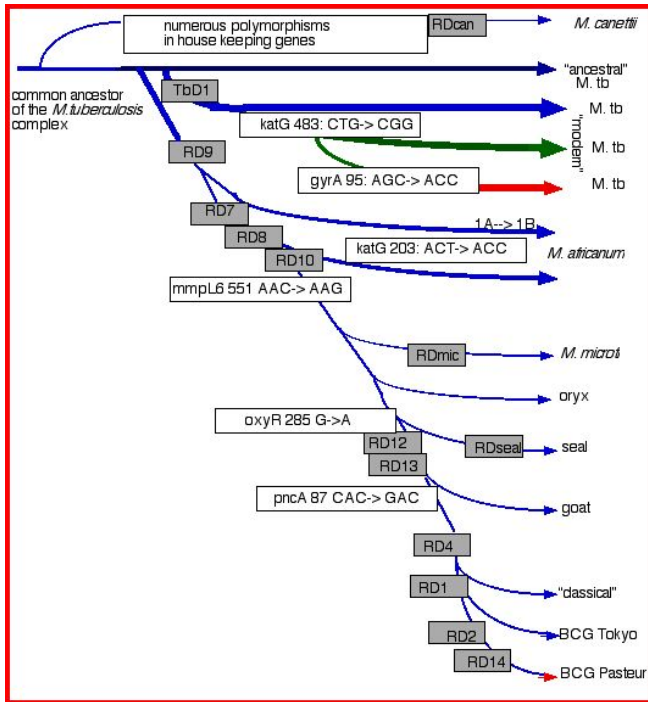 numerous polymorphisms
in house keeping genes
RDcan
M. canettii
common ancestor
of the M.tuberculosis
complex
"ancestral"
M. tb
TbD1
M. tb
katG 483: CTG-> CGG
"modern"
M. tb
RD9
gyrA 95: AGC-> ACC
M. tb
RD7
1A--> 1B
RD8
katG 203: ACT-> ACC
M. africanum
RD10
mmpL6 551 AAC-> AAG
RDmic
M. microti
oryx
oxyR 285 G->A
RD12
RDseal
seal
RD13
pncA 87 CAC-> GAC
goat
RD4
RD1
"classical"
RD2
BCG Tokyo
RD14
BCG Pasteur